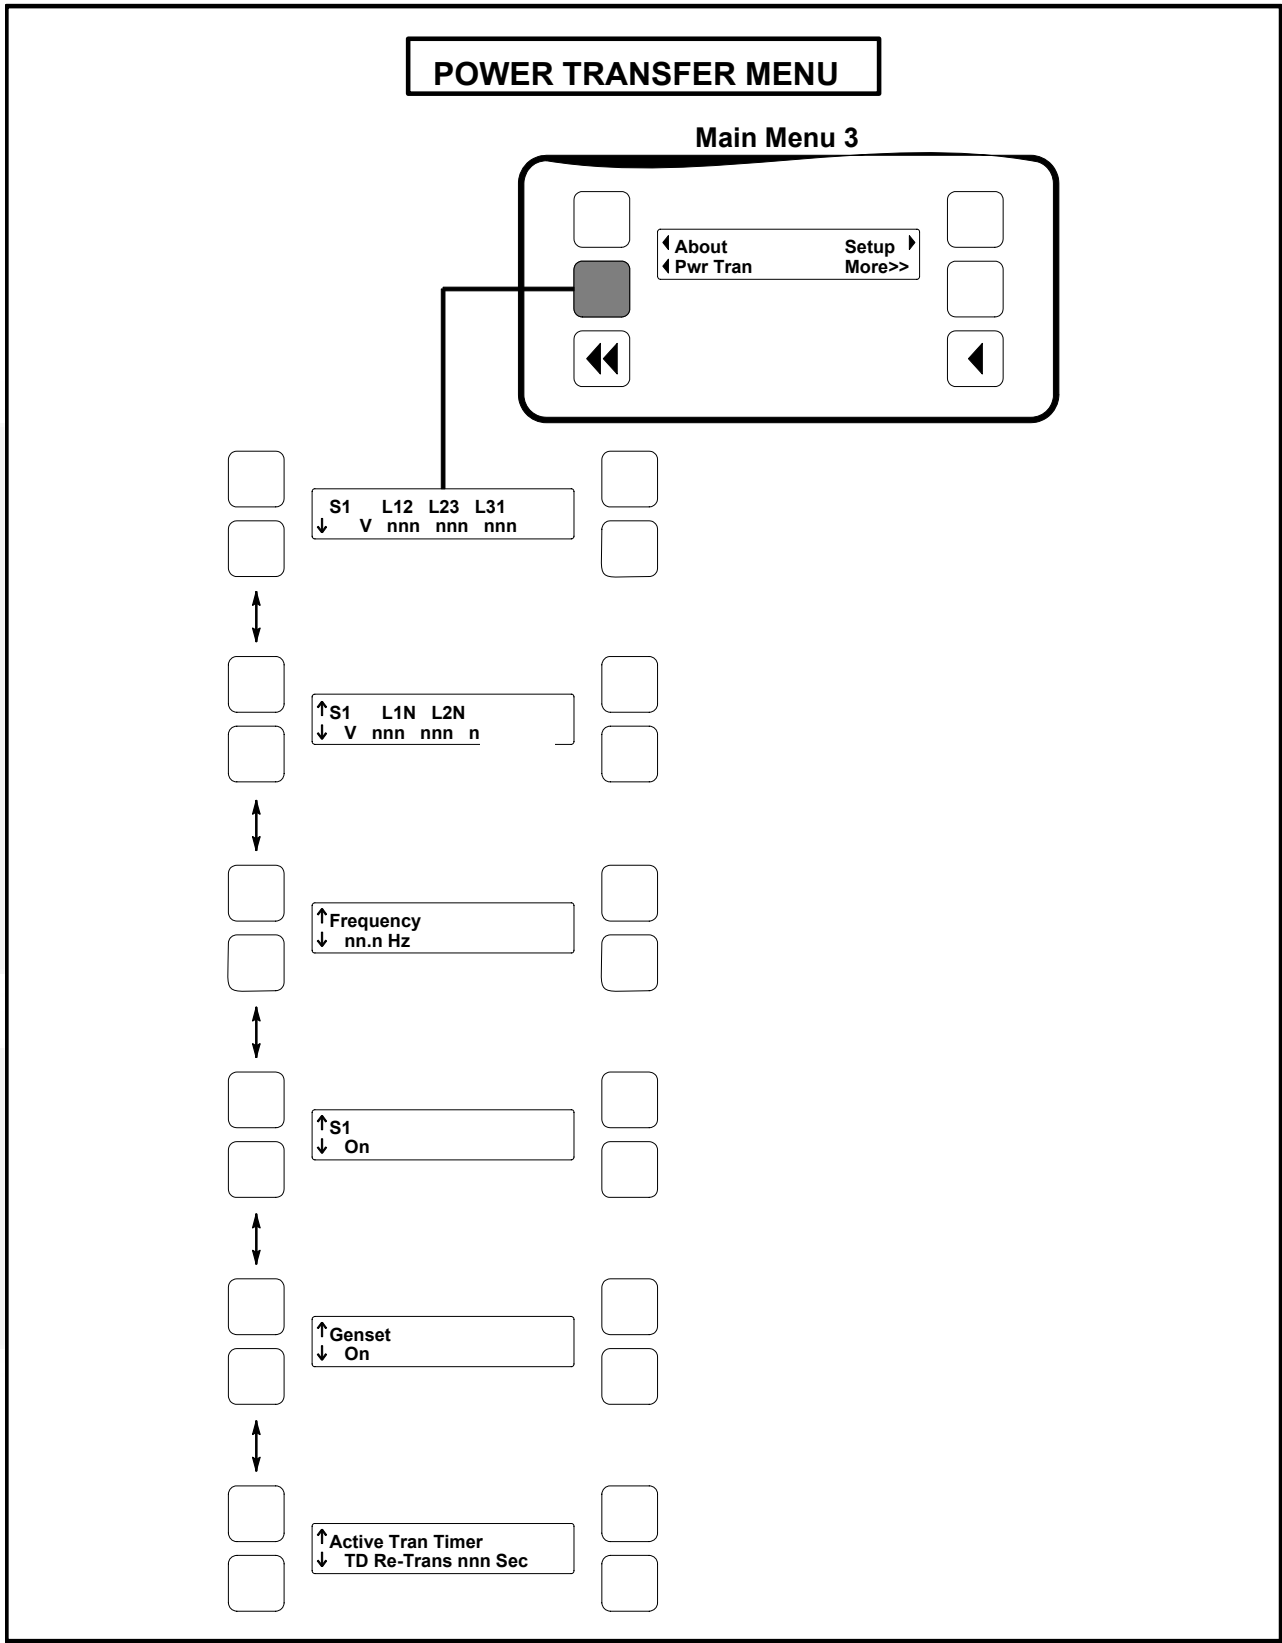 POWER TRANSFER MENU
Main Menu 3
About Setup
Pwr Tran More>>
S1 L12 L23 L31
V nnn nnn nnn
S1 L1N L2N
V nnn nnn n
Frequency
nn.n Hz
S1
On
Genset
On
Active Tran Timer
TD Re-Trans nnn Sec